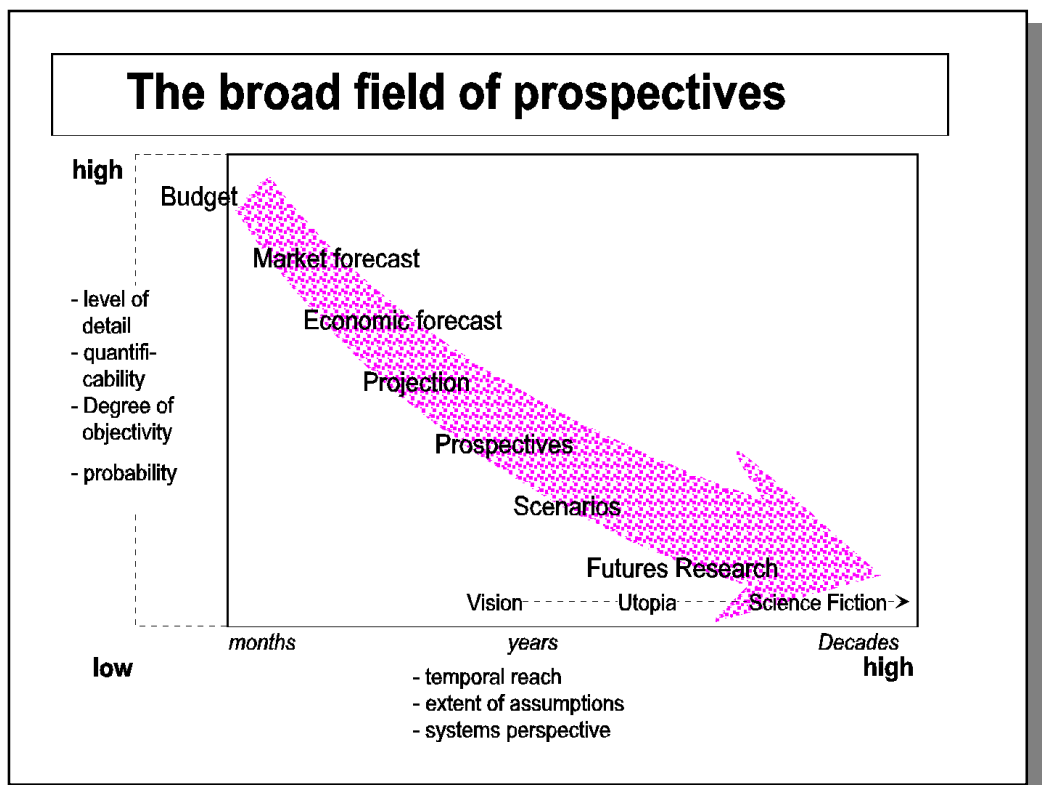 The broad field of prospectives
high
Budget
Market forecast
- level of
detail
Economic forecast
- quantifi-
cability
Projection
- Degree of
objectivity
Prospectives
- probability
Scenarios
Futures Research
Vision Utopia Science Fiction
months years Decades
low high
- temporal reach
- extent of assumptions
- systems perspective